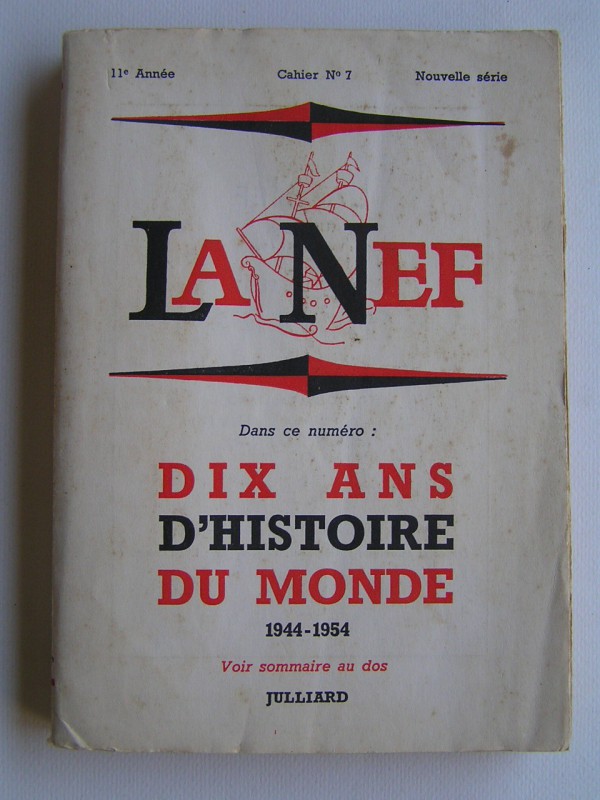 11e Année Cahier No 7 Nouvelle série
LA NEF
Dans ce numéro :
DIX ANS
D'HISTOIRE
DU MONDE
1944-1954
Voir sommaire au dos
JULLIARD